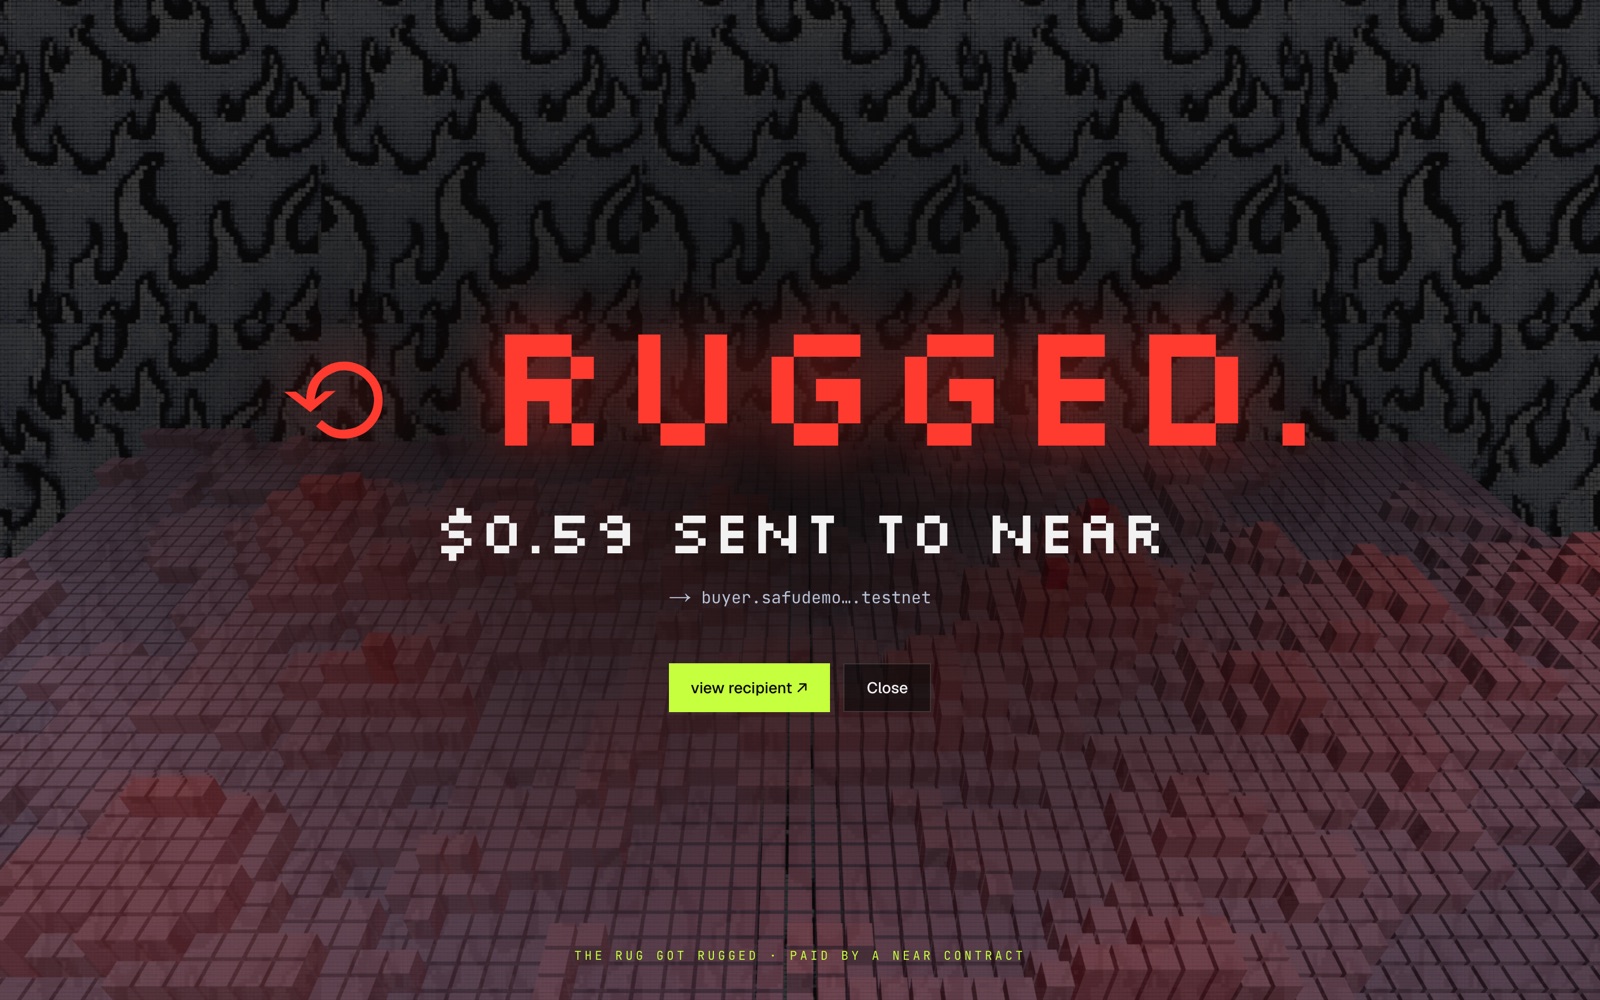 ⟲ RUGGED.
$0.59 SENT TO NEAR
→ buyer.safudemo….testnet
view recipient ↗ Close
THE RUG GOT RUGGED · PAID BY A NEAR CONTRACT